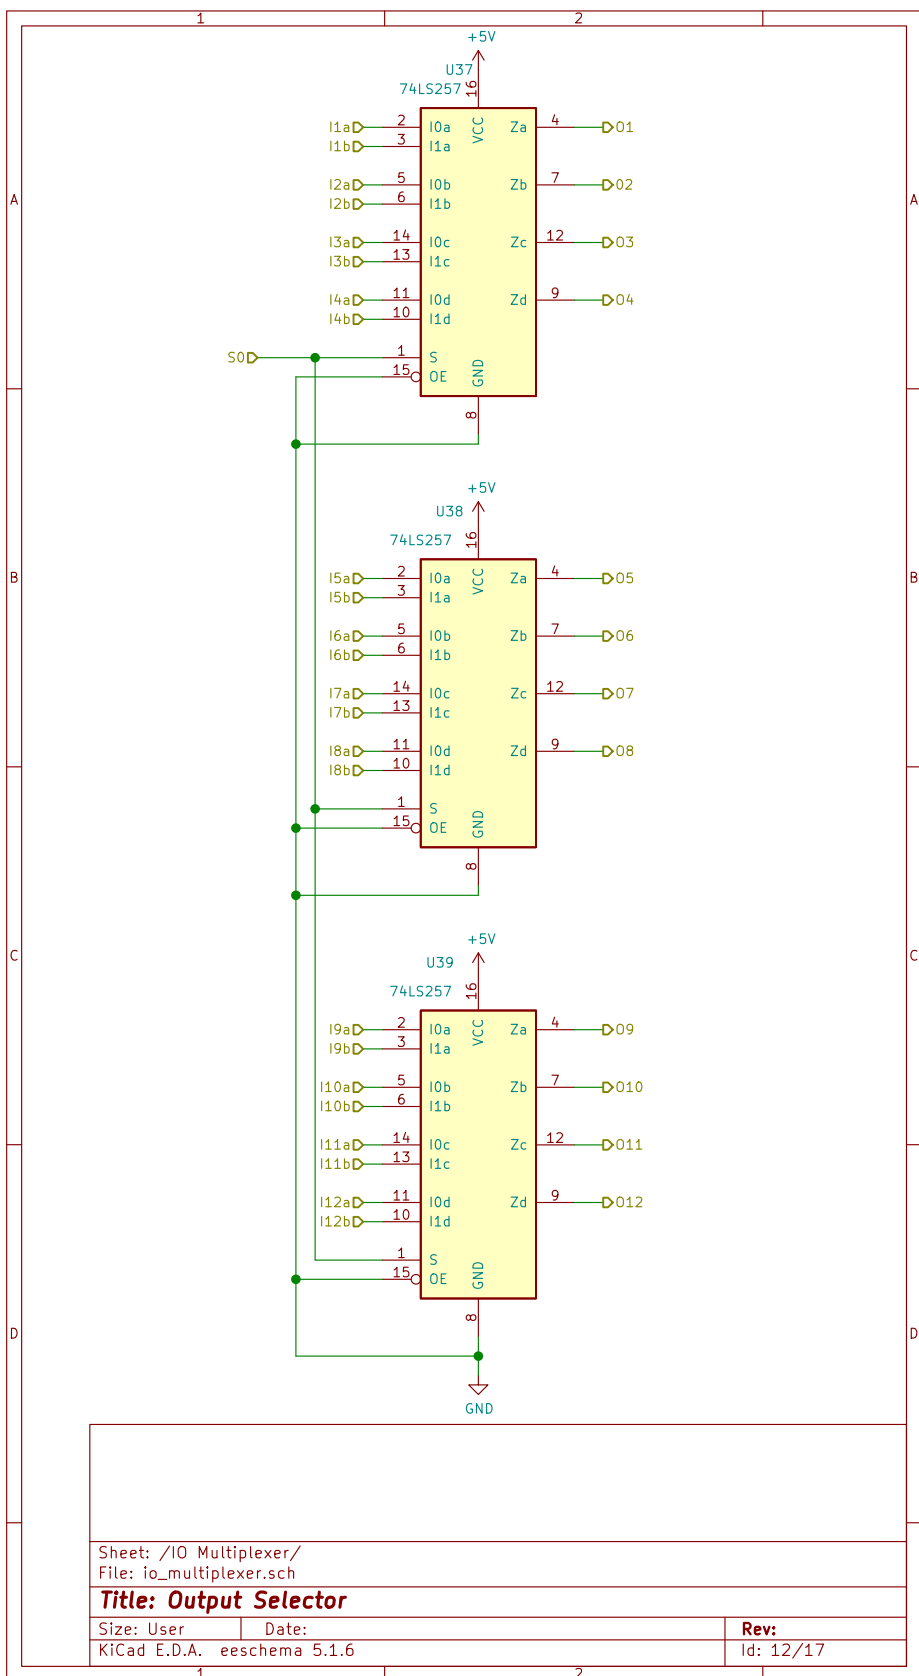 1 2
+5V
U37
74LS257
16
I1a 2 I0a VCC Za 4 O1
I1b 3 I1a
I2a 5 I0b Zb 7 O2
A A
I2b 6 I1b
I3a 14 I0c Zc 12 O3
I3b 13 I1c
I4a 11 I0d Zd 9 O4
I4b 10 I1d
S0 1 S GND
15 OE
8
+5V
U38
16
74LS257
B I5a 2 I0a VCC Za 4 O5 B
I5b 3 I1a
I6a 5 I0b Zb 7 O6
I6b 6 I1b
I7a 14 I0c Zc 12 O7
I7b 13 I1c
I8a 11 I0d Zd 9 O8
I8b 10 I1d
1 S GND
15 OE
8
+5V
C C
U39
74LS257 16
I9a 2 I0a VCC Za 4 O9
I9b 3 I1a
I10a 5 I0b Zb 7 O10
I10b 6 I1b
I11a 14 I0c Zc 12 O11
I11b 13 I1c
I12a 11 I0d Zd 9 O12
I12b 10 I1d
1 S GND
15 OE
8
D D
GND
Sheet: /IO Multiplexer/
File: io_multiplexer.sch
Title: Output Selector
Size: User Date: Rev:
KiCad E.D.A. eeschema 5.1.6 Id: 12/17
1 2